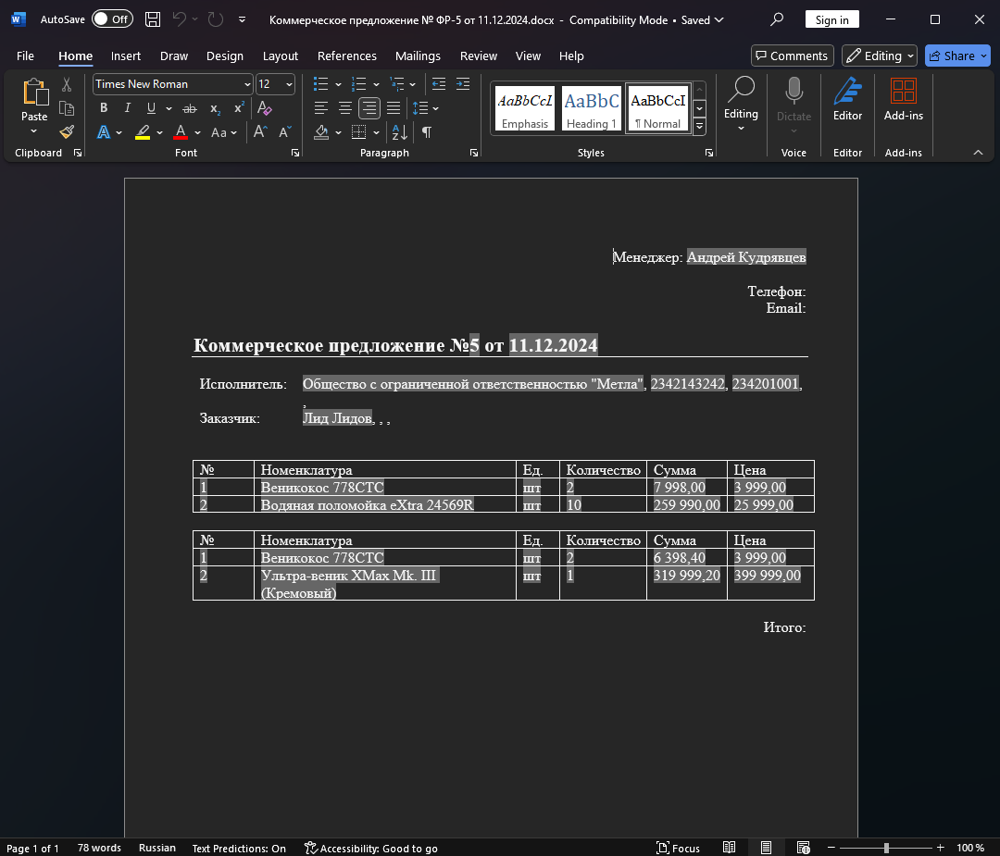 AutoSave Off Коммерческое предложение № ФР-5 от 11.12.2024.docx - Compatibility Mode • Saved Sign in
File Home Insert Draw Design Layout References Mailings Review View Help Comments Editing Share
Paste
Times New Roman 12
AaBbCcL AaBbC AaBbCcI
Emphasis Heading 1 ¶ Normal
Editing Dictate Editor Add-ins
Clipboard Font Paragraph Styles Voice Editor Add-ins
Менеджер: Андрей Кудрявцев
Телефон:
Email:
Коммерческое предложение №5 от 11.12.2024
Исполнитель: Общество с ограниченной ответственностью "Метла", 2342143242, 234201001,
,
Заказчик: Лид Лидов, , ,
№ Номенклатура Ед. Количество Сумма Цена
1 Веникокос 778СТС шт 2 7 998,00 3 999,00
2 Водяная поломойка eXtra 24569R шт 10 259 990,00 25 999,00
№ Номенклатура Ед. Количество Сумма Цена
1 Веникокос 778СТС шт 2 6 398,40 3 999,00
2 Ультра-веник XMax Mk. III шт 1 319 999,20 399 999,00
(Кремовый)
Итого:
Page 1 of 1 78 words Russian Text Predictions: On Accessibility: Good to go Focus 100 %